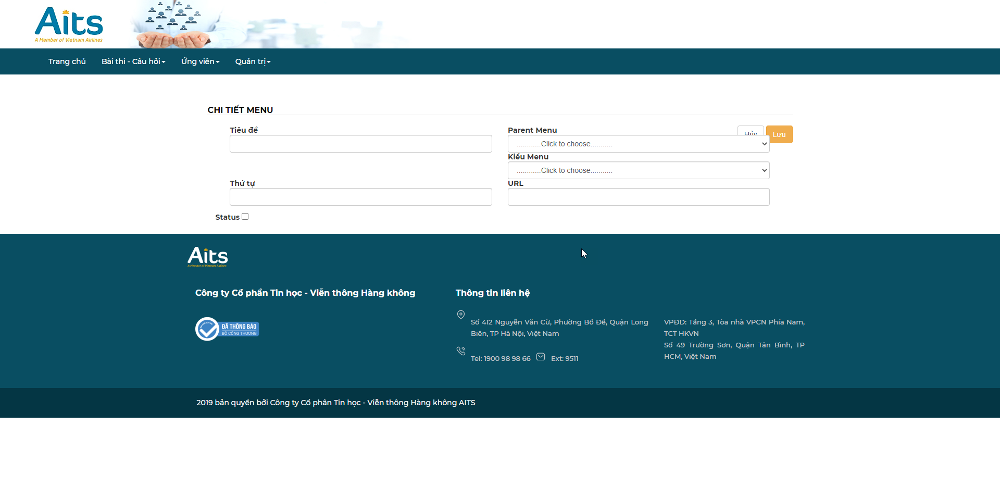 Aits
A Member of Vietnam Airlines
Trang chủ
Bài thi - Câu hỏi
Ứng viên
Quản trị
CHI TIẾT MENU
Tiêu đề
Parent Menu
Hủy
Lưu
............Click to choose...........
Kiểu Menu
............Click to choose...........
Thứ tự
URL
Status
Aits
A Member of Vietnam Airlines
Công ty Cổ phần Tin học - Viễn thông Hàng không
Thông tin liên hệ
ĐÃ THÔNG BÁO
BỘ CÔNG THƯƠNG
Số 412 Nguyễn Văn Cừ, Phường Bồ Đề, Quận Long
Biên, TP Hà Nội, Việt Nam
Tel: 1900 98 98 66
Ext: 9511
VPĐD: Tầng 3, Tòa nhà VPCN Phía Nam,
TCT HKVN
Số 49 Trường Sơn, Quận Tân Bình, TP
HCM, Việt Nam
2019 bản quyền bởi Công ty Cổ phân Tin học - Viễn thông Hàng không AITS